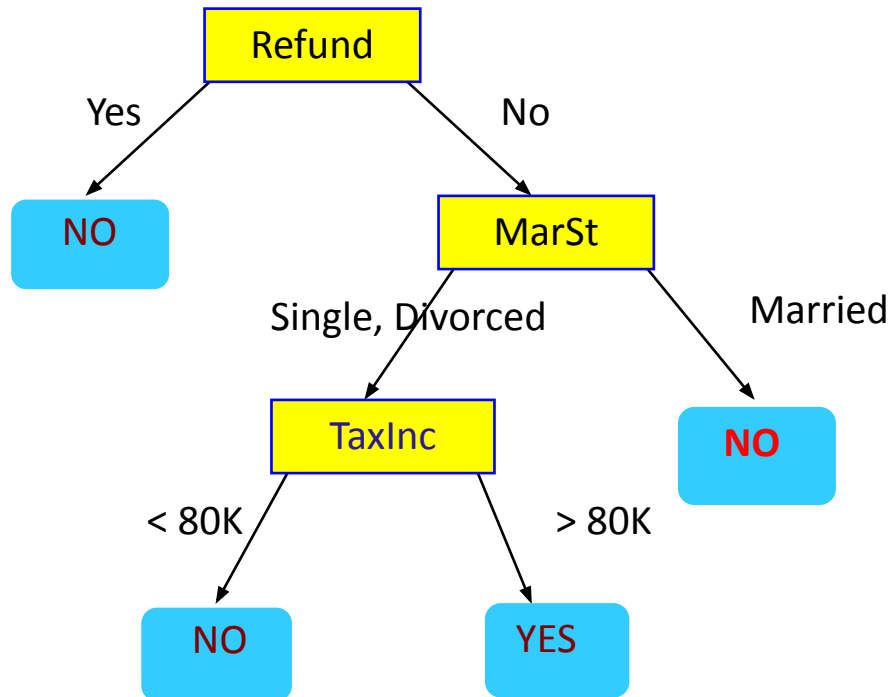 Refund
Yes
No
NO
MarSt
Single, Divorced
Married
TaxInc
NO
< 80K
> 80K
NO
YES